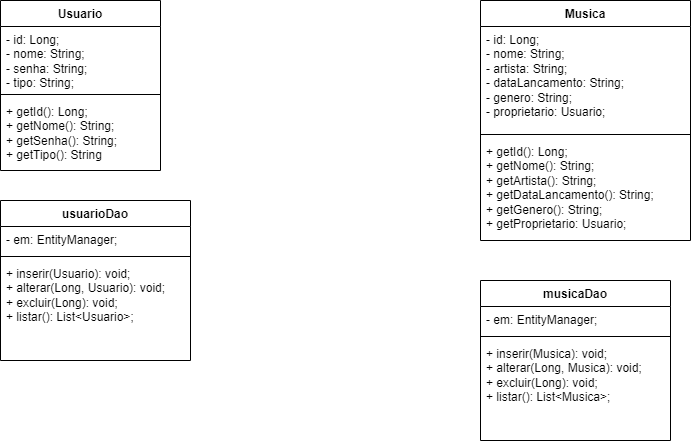 Usuario
- id: Long;
- nome: String;
- senha: String;
- tipo: String;
+ getId(): Long;
+ getNome(): String;
+ getSenha(): String;
+ getTipo(): String
usuarioDao
- em: EntityManager;
+ inserir(Usuario): void;
+ alterar(Long, Usuario): void;
+ excluir(Long): void;
+ listar(): List<Usuario>;
Musica
- id: Long;
- nome: String;
- artista: String;
- dataLancamento: String;
- genero: String;
- proprietario: Usuario;
+ getId(): Long;
+ getNome(): String;
+ getArtista(): String;
+ getDataLancamento(): String;
+ getGenero(): String;
+ getProprietario: Usuario;
musicaDao
- em: EntityManager;
+ inserir(Musica): void;
+ alterar(Long, Musica): void;
+ excluir(Long): void;
+ listar(): List<Musica>;